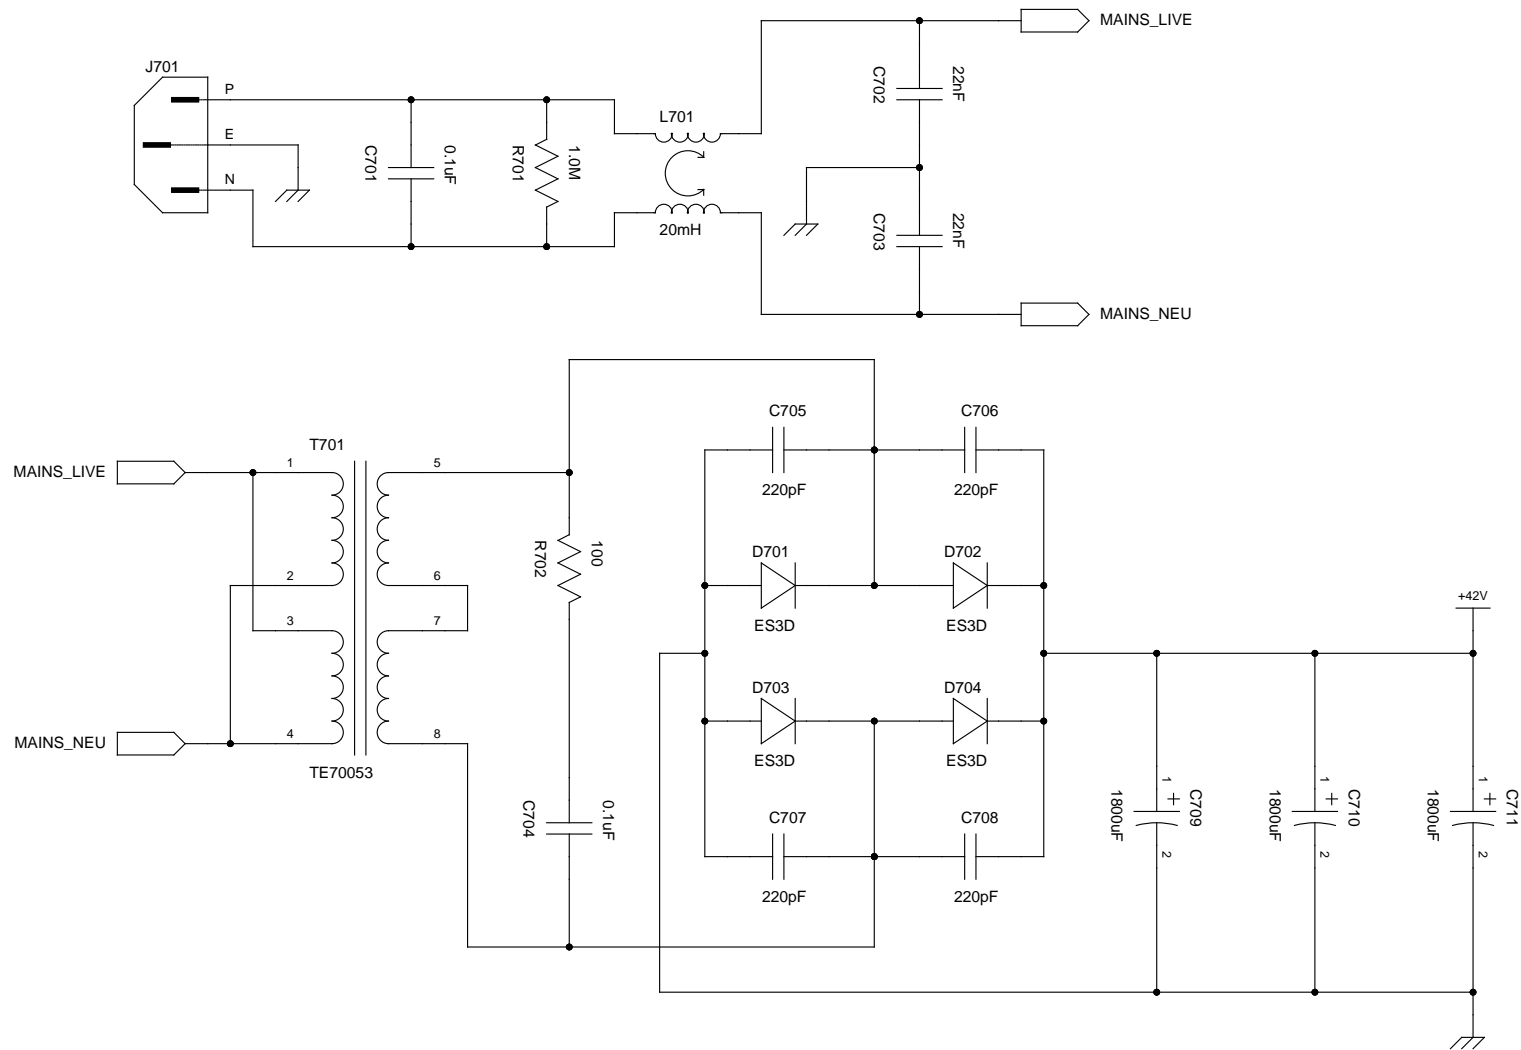 MAINS_LIVE
J701
P
E
N
C701
0.1uF
R701
1.0M
L701
20mH
C702
22nF
C703
22nF
MAINS_NEU
MAINS_LIVE
MAINS_NEU
T701
1
2
3
4
5
6
7
8
TE70053
R702
100
C704
0.1uF
C705
220pF
C706
220pF
D701
ES3D
D702
ES3D
D703
ES3D
D704
ES3D
C707
220pF
C708
220pF
+42V
1
+
2
C709
1800uF
1
+
2
C710
1800uF
1
+
2
C711
1800uF